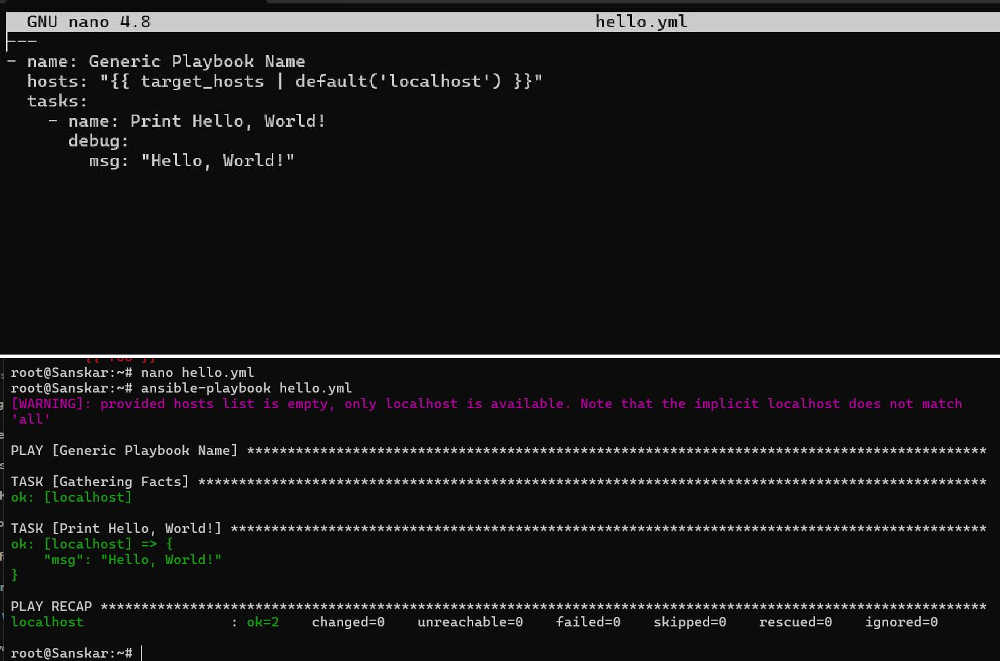 GNU nano 4.8 hello.yml
---
- name: Generic Playbook Name
  hosts: "{{ target_hosts | default('localhost') }}"
  tasks:
    - name: Print Hello, World!
      debug:
        msg: "Hello, World!"
root@Sanskar:~# nano hello.yml
root@Sanskar:~# ansible-playbook hello.yml
[WARNING]: provided hosts list is empty, only localhost is available. Note that the implicit localhost does not match
'all'
PLAY [Generic Playbook Name] *******************************************************************************************
TASK [Gathering Facts] *************************************************************************************************
ok: [localhost]
TASK [Print Hello, World!] *********************************************************************************************
ok: [localhost] => {
    "msg": "Hello, World!"
}
PLAY RECAP *************************************************************************************************************
localhost                  : ok=2    changed=0    unreachable=0    failed=0    skipped=0    rescued=0    ignored=0
root@Sanskar:~#